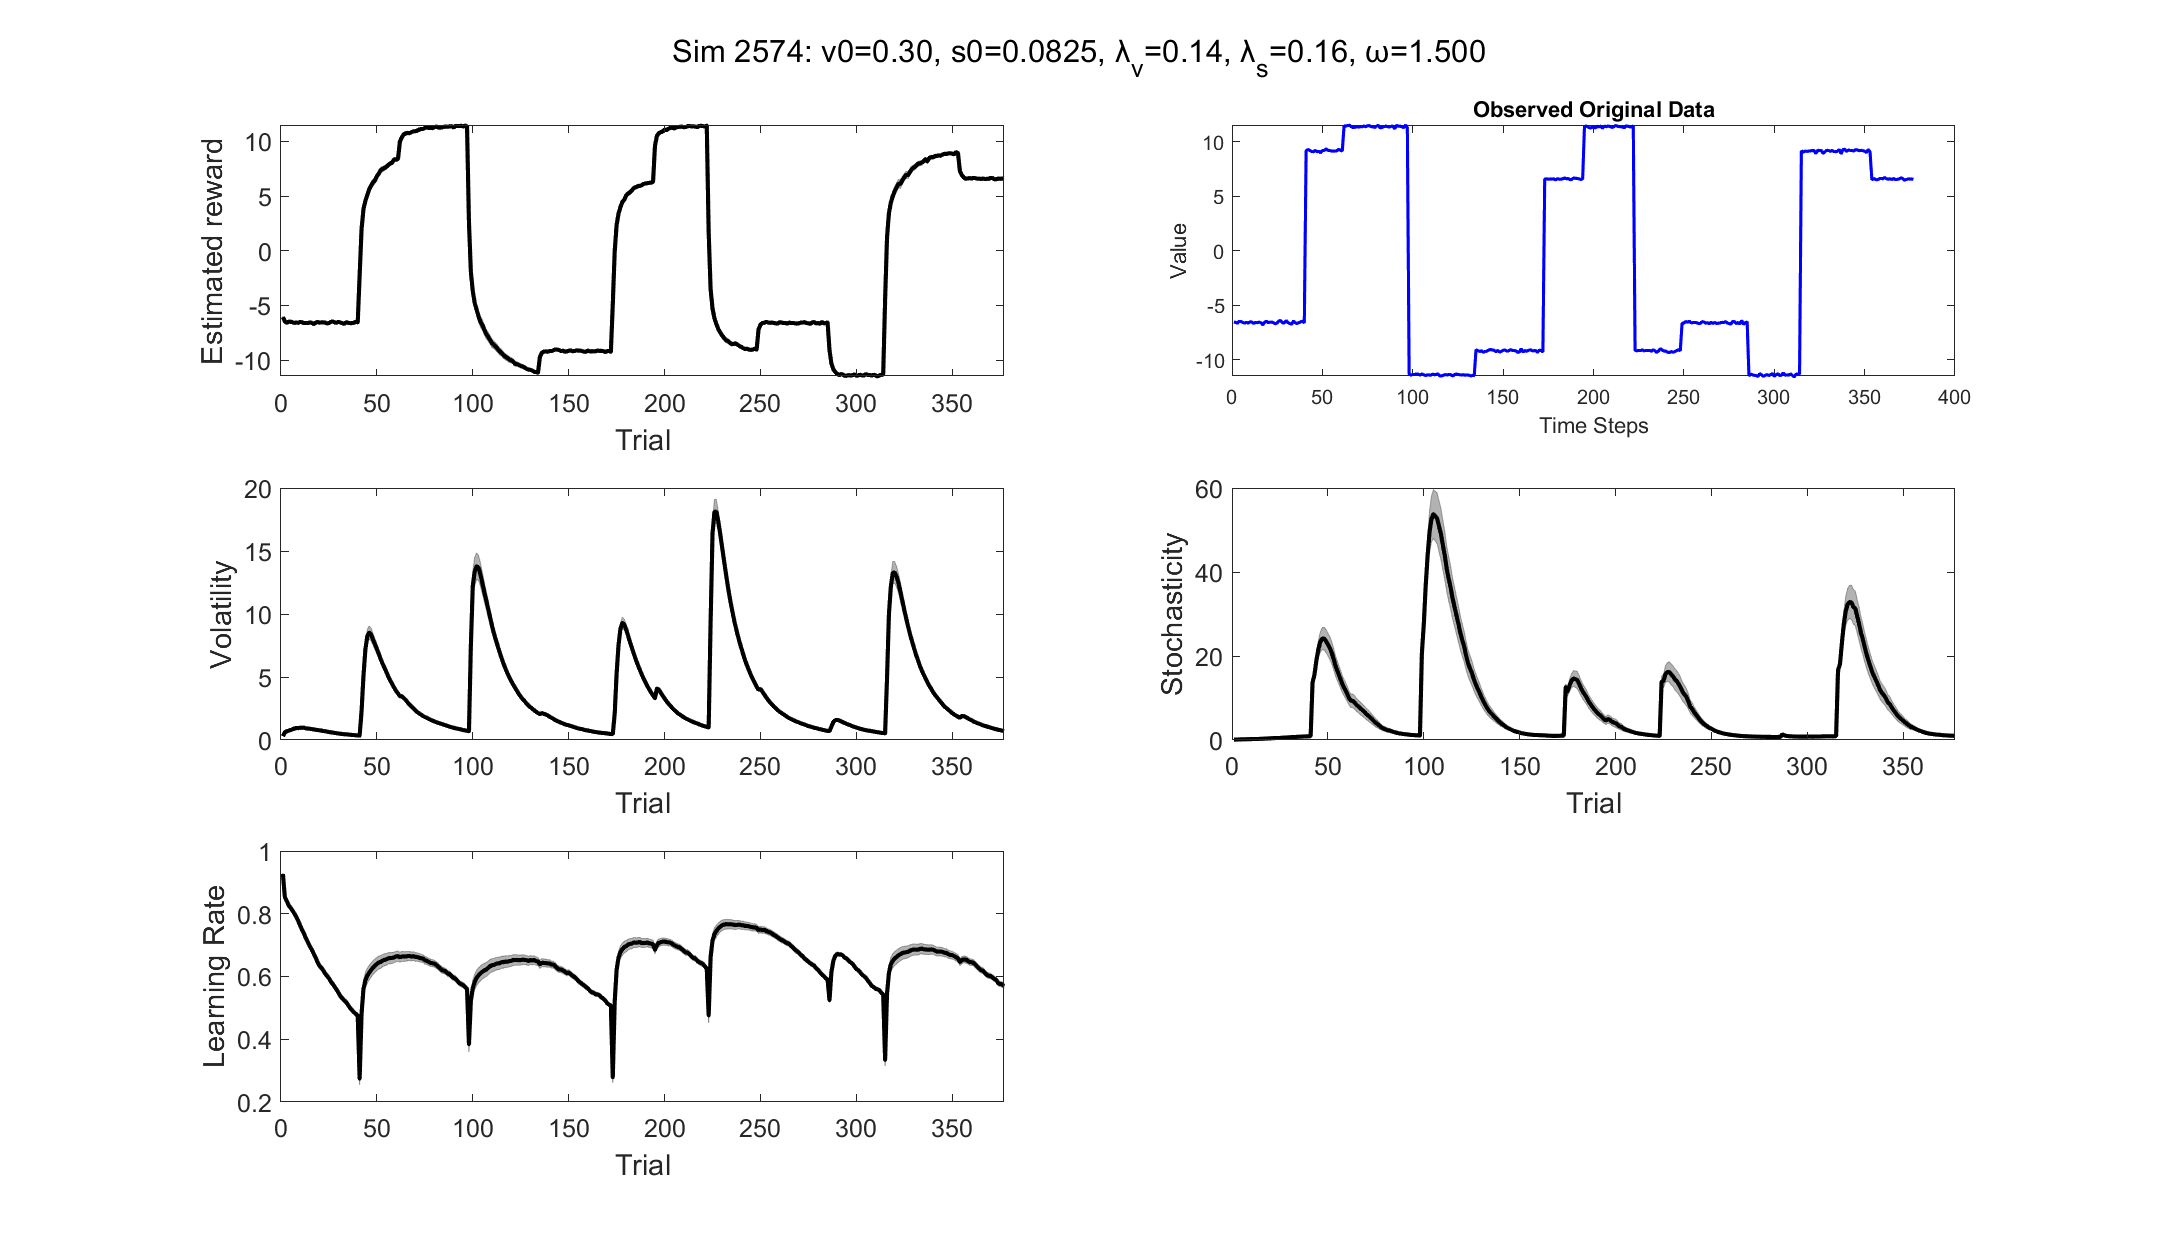 Sim 2574: v0=0.30, s0=0.0825, λv=0.14, λs=0.16, ω=1.500
Estimated reward
10
5
0
-5
-10
0 50 100 150 200 250 300 350
Trial
Observed Original Data
Value
10
5
0
-5
-10
0 50 100 150 200 250 300 350 400
Time Steps
Volatility
20
15
10
5
0
0 50 100 150 200 250 300 350
Trial
Stochasticity
60
40
20
0
0 50 100 150 200 250 300 350
Trial
Learning Rate
1
0.8
0.6
0.4
0.2
0 50 100 150 200 250 300 350
Trial